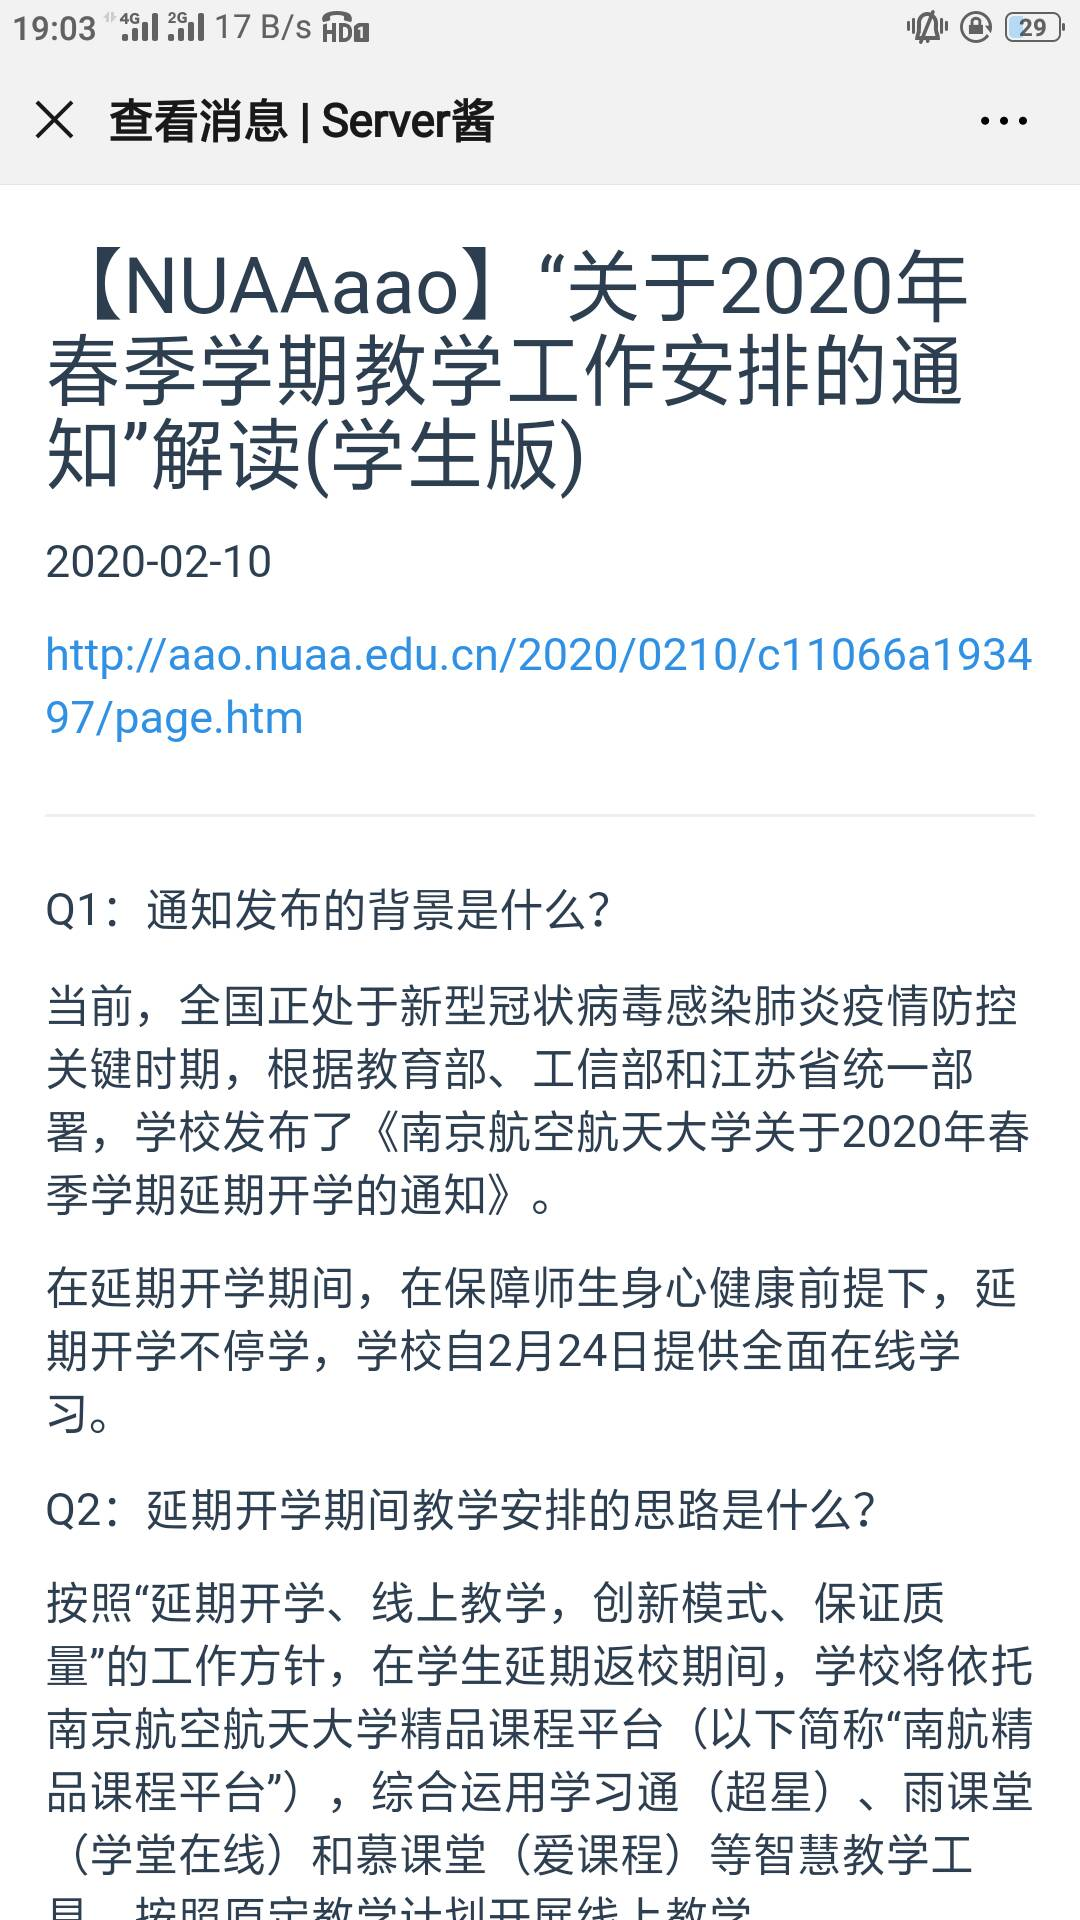 19:03 4G 2G 17 B/s HD1 29
查看消息 | Server酱
【NUAAaao】“关于2020年
春季学期教学工作安排的通
知”解读(学生版)
2020-02-10
http://aao.nuaa.edu.cn/2020/0210/c11066a1934
97/page.htm
Q1：通知发布的背景是什么？
当前，全国正处于新型冠状病毒感染肺炎疫情防控
关键时期，根据教育部、工信部和江苏省统一部
署，学校发布了《南京航空航天大学关于2020年春
季学期延期开学的通知》。
在延期开学期间，在保障师生身心健康前提下，延
期开学不停学，学校自2月24日提供全面在线学
习。
Q2：延期开学期间教学安排的思路是什么？
按照“延期开学、线上教学，创新模式、保证质
量”的工作方针，在学生延期返校期间，学校将依托
南京航空航天大学精品课程平台（以下简称“南航精
品课程平台”），综合运用学习通（超星）、雨课堂
（学堂在线）和慕课堂（爱课程）等智慧教学工
具，按照原定教学计划开展线上教学